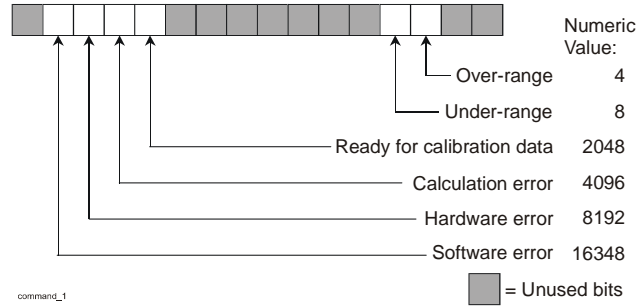 Numeric
Value:
Over-range 4
Under-range 8
Ready for calibration data 2048
Calculation error 4096
Hardware error 8192
Software error 16348
= Unused bits
command_1